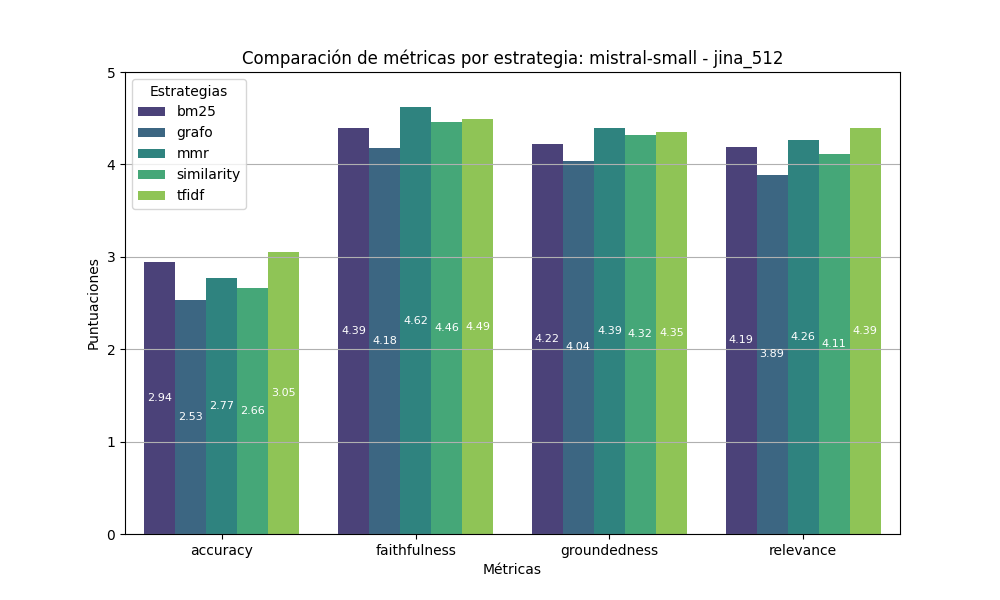 Comparación de métricas por estrategia: mistral-small - jina_512
Estrategias
bm25
grafo
mmr
similarity
tfidf
Puntuaciones
5
4
3
2
1
0
2.94 2.53 2.77 2.66 3.05
4.39 4.18 4.62 4.46 4.49
4.22 4.04 4.39 4.32 4.35
4.19 3.89 4.26 4.11 4.39
accuracy faithfulness groundedness relevance
Métricas